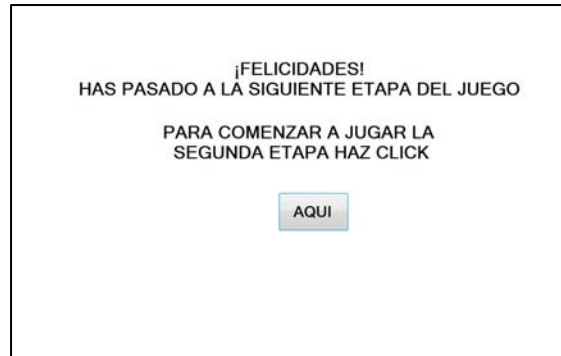 ¡FELICIDADES!
HAS PASADO A LA SIGUIENTE ETAPA DEL JUEGO
PARA COMENZAR A JUGAR LA
SEGUNDA ETAPA HAZ CLICK
AQUI